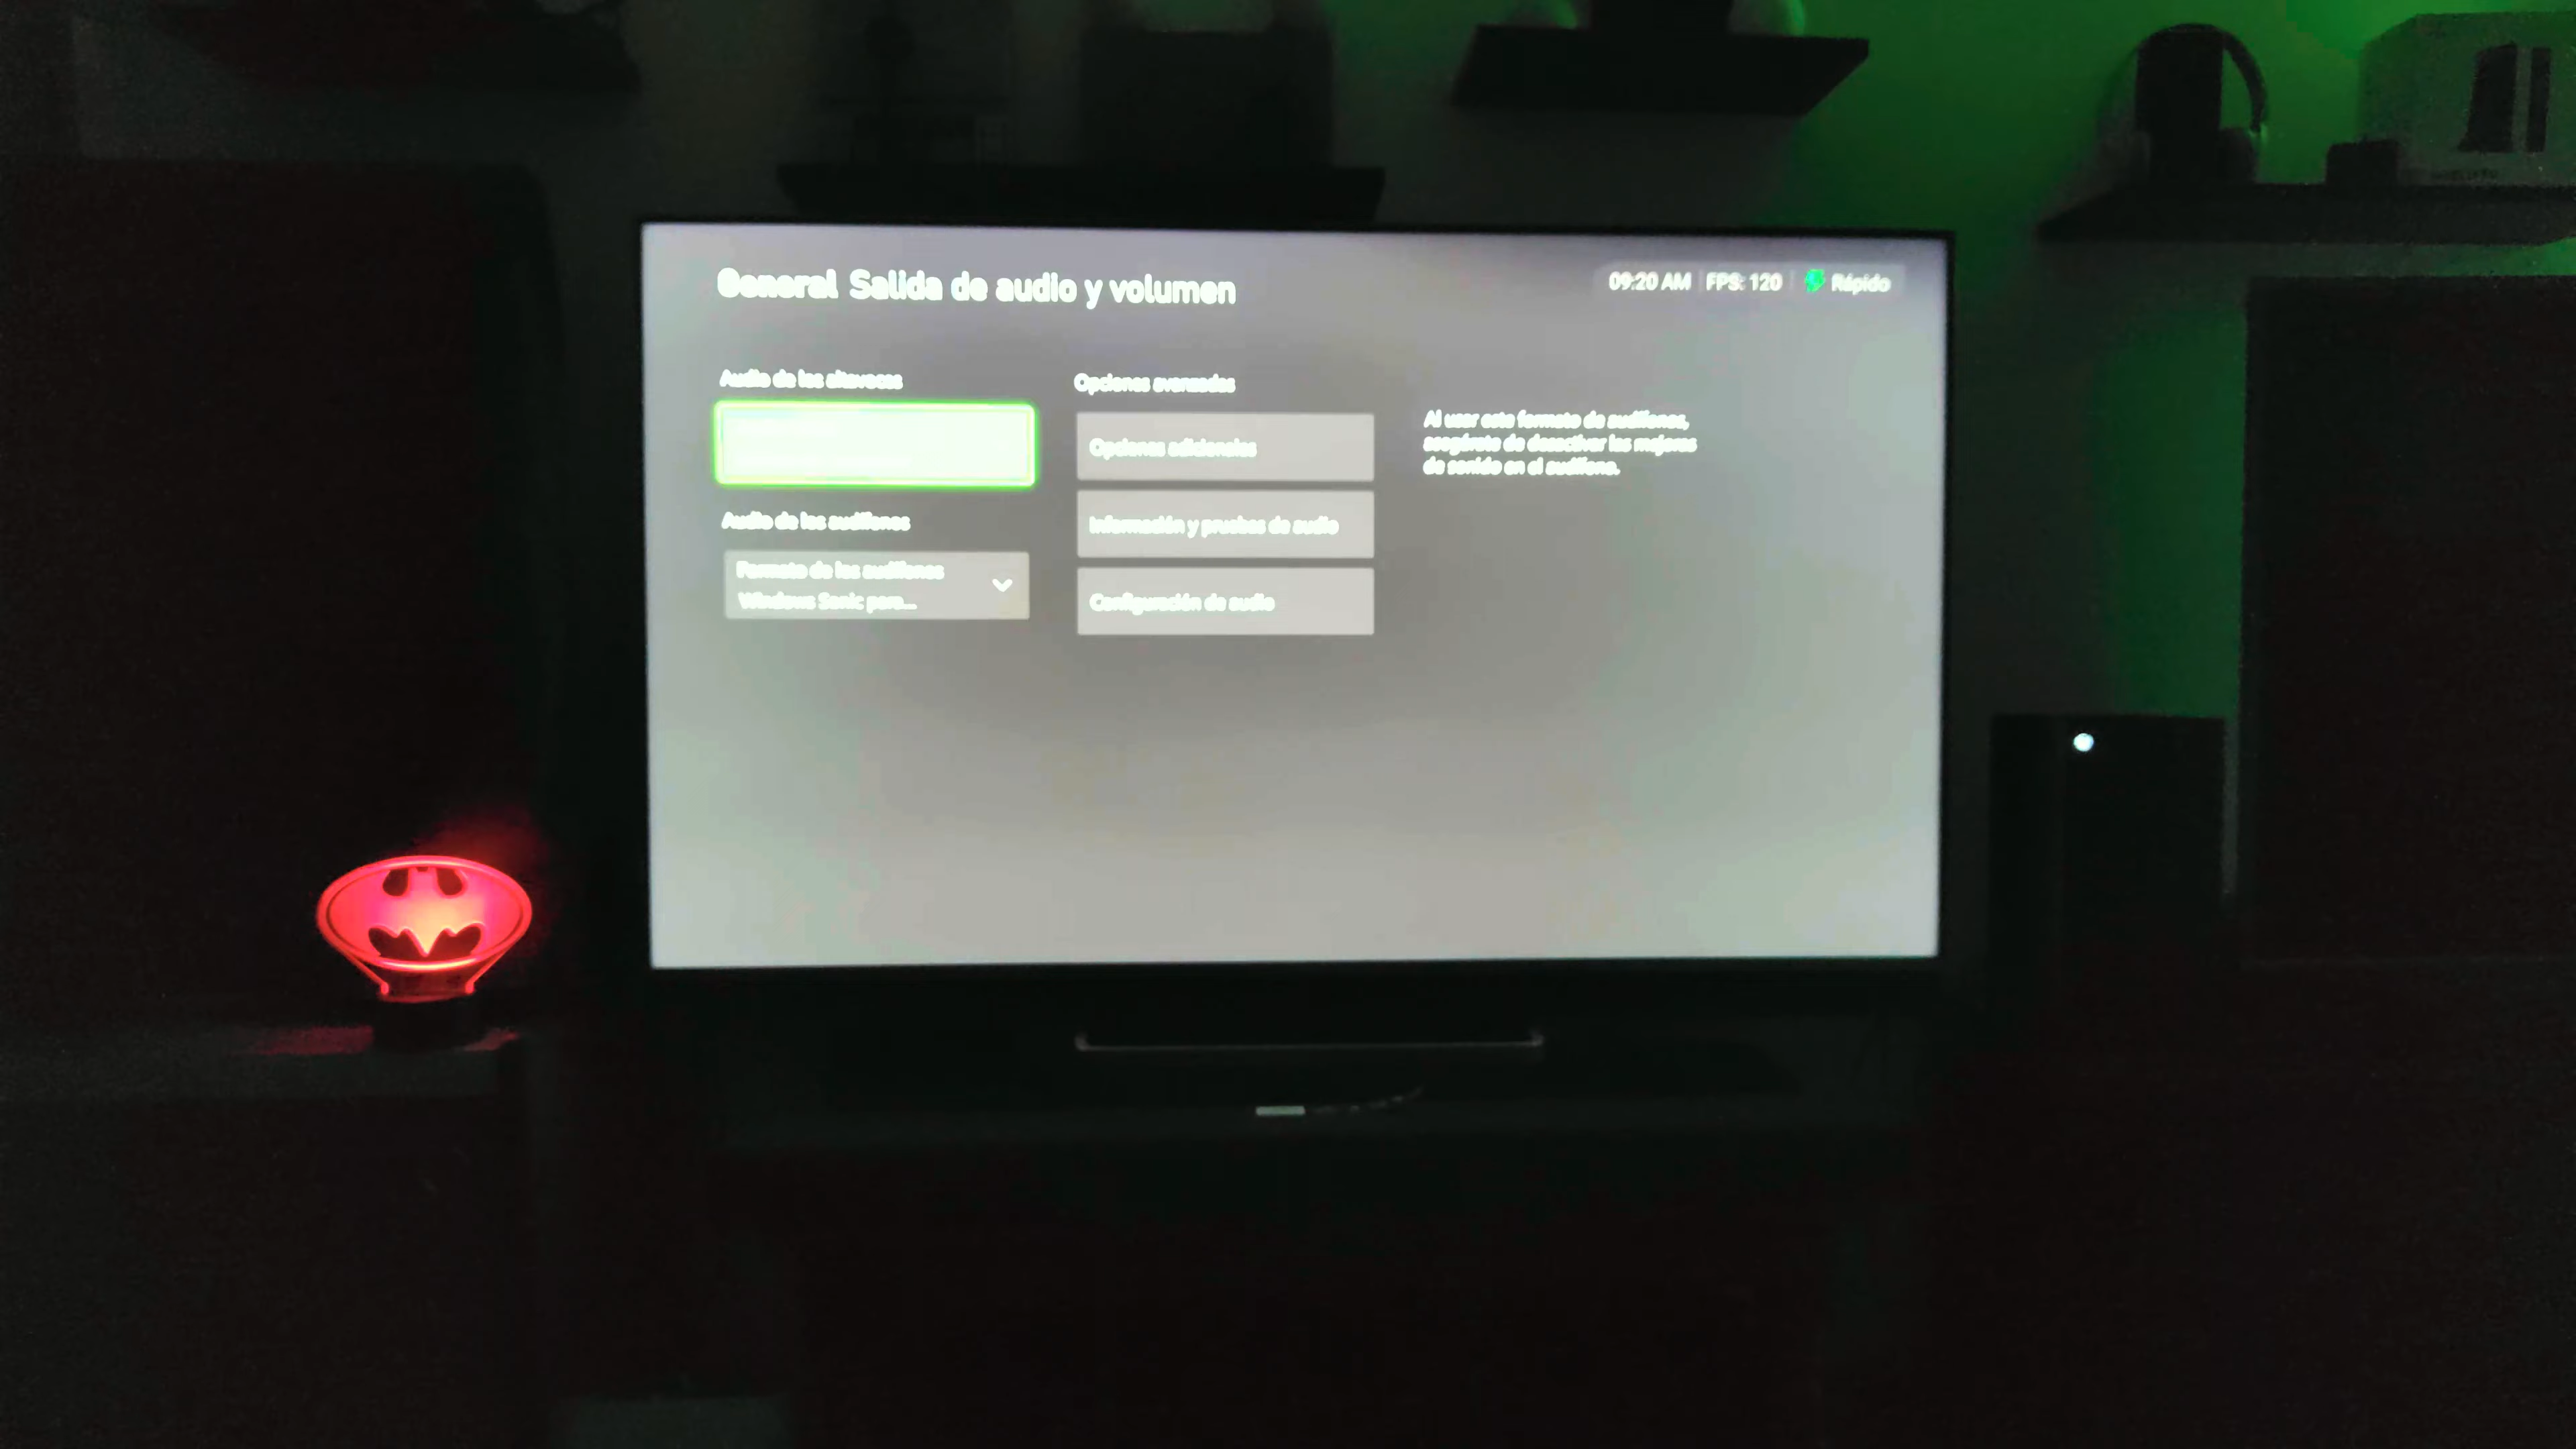 General Salida de audio y volumen
09:20 AM FPS: 120 Rápido
Audio de los altavoces
Audio de los audífonos
Formato de los audífonos
Windows Sonic para...
Opciones avanzadas
Opciones adicionales
Información y pruebas de audio
Configuración de audio
Al usar este formato de audífonos,
asegúrate de desactivar las mejoras
de sonido en el audífono.